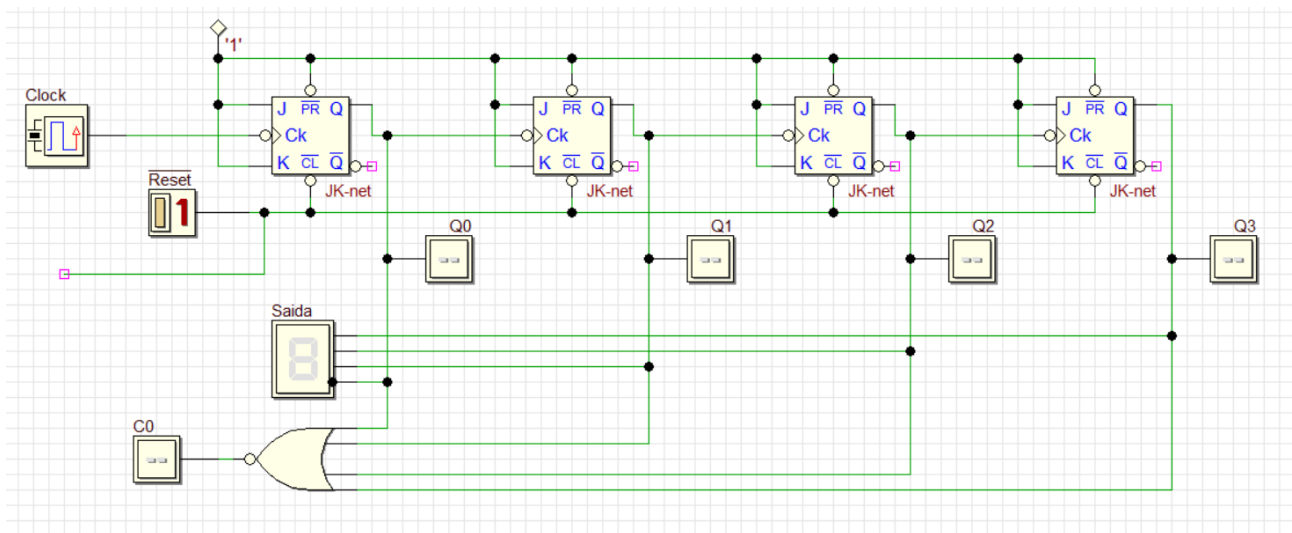 '1'
Clock
J PR Q
Ck
K CL Q
JK-net
J PR Q
Ck
K CL Q
JK-net
J PR Q
Ck
K CL Q
JK-net
J PR Q
Ck
K CL Q
JK-net
Reset
1
Q0
Q1
Q2
Q3
--
--
--
--
Saida
8
C0
--